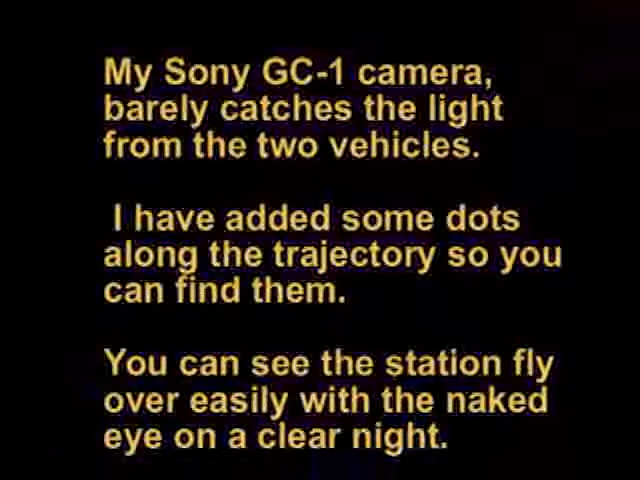 My Sony GC-1 camera,
barely catches the light
from the two vehicles.
I have added some dots
along the trajectory so you
can find them.
You can see the station fly
over easily with the naked
eye on a clear night.